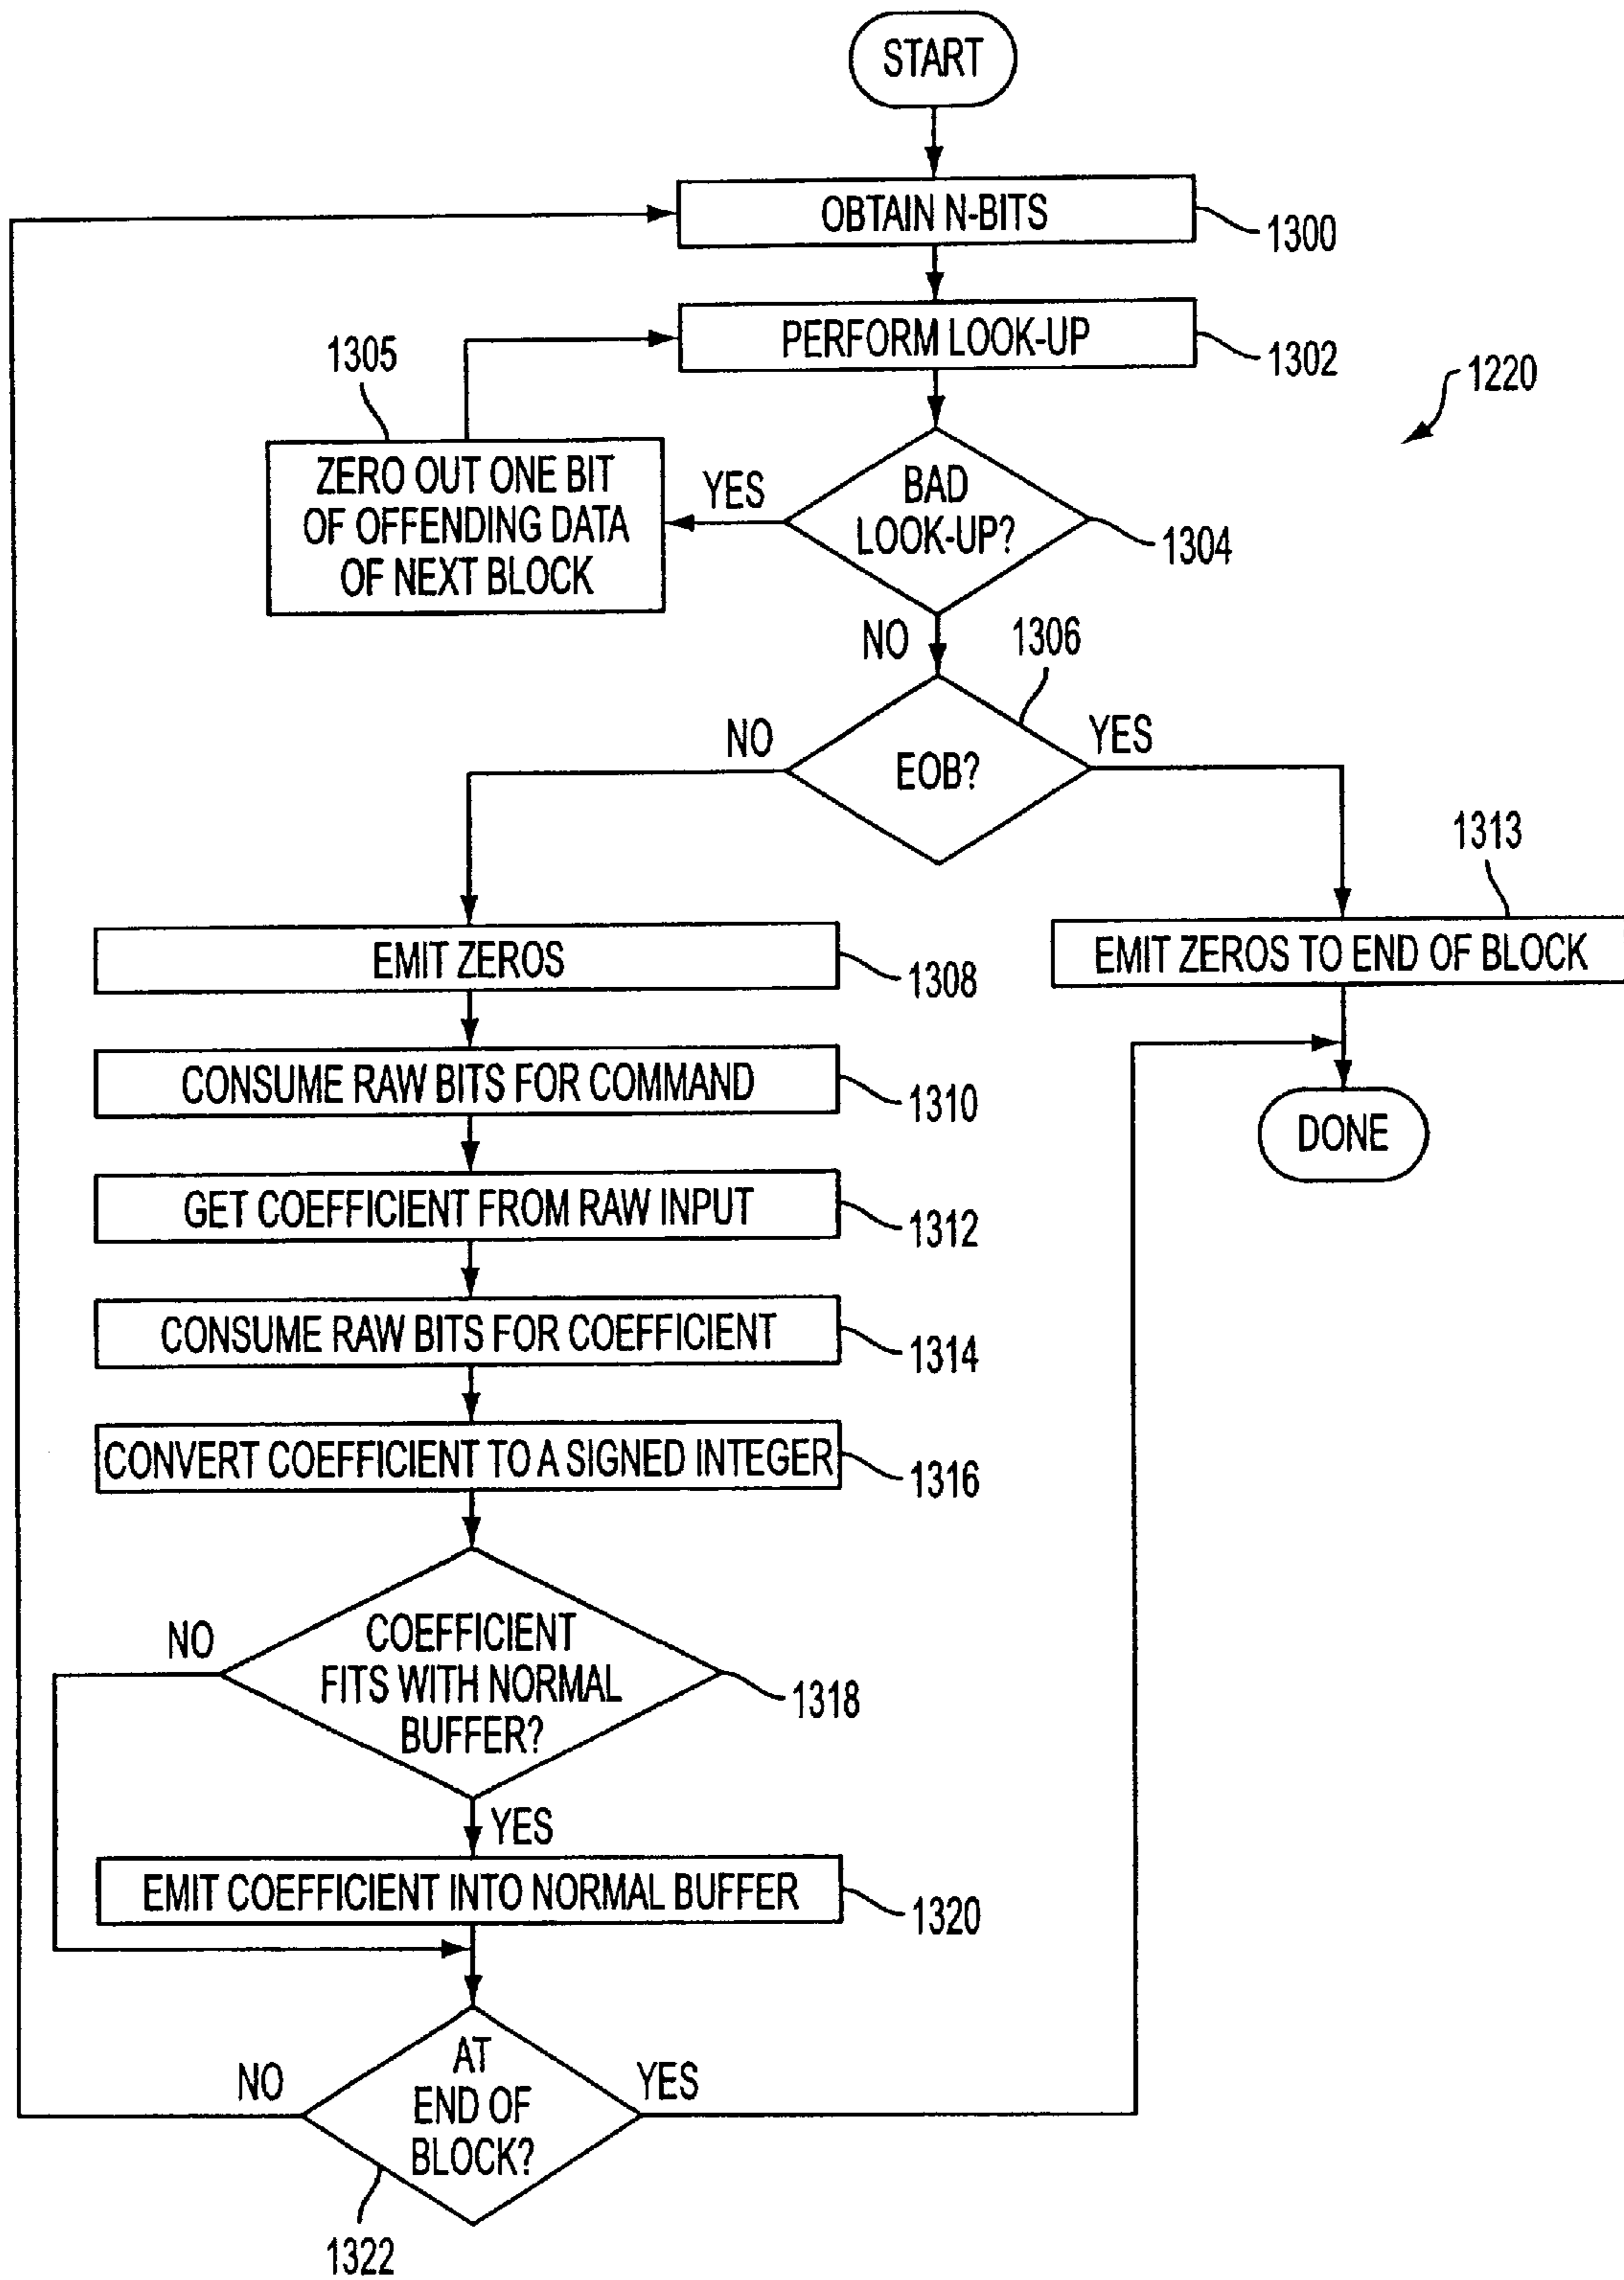 START
OBTAIN N-BITS
1300
PERFORM LOOK-UP
1302
1305
1220
ZERO OUT ONE BIT
OF OFFENDING DATA
OF NEXT BLOCK
YES
BAD
LOOK-UP?
1304
NO
1306
NO
EOB?
YES
1313
EMIT ZEROS
1308
EMIT ZEROS TO END OF BLOCK
CONSUME RAW BITS FOR COMMAND
1310
DONE
GET COEFFICIENT FROM RAW INPUT
1312
CONSUME RAW BITS FOR COEFFICIENT
1314
CONVERT COEFFICIENT TO A SIGNED INTEGER
1316
NO
COEFFICIENT
FITS WITH NORMAL
BUFFER?
1318
YES
EMIT COEFFICIENT INTO NORMAL BUFFER
1320
NO
AT
END OF
BLOCK?
YES
1322